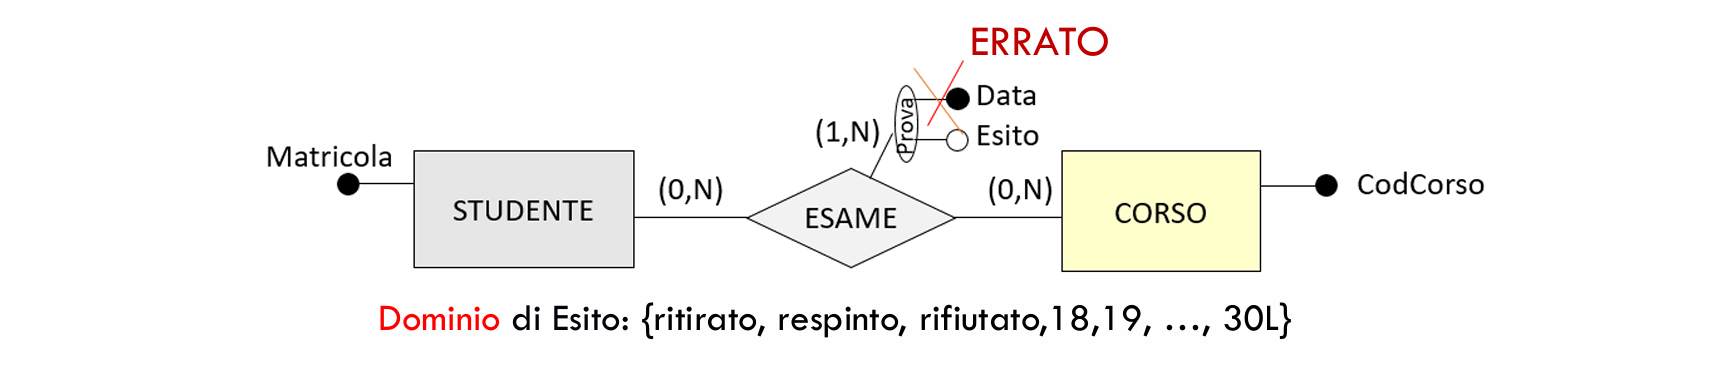 ERRATO
Data
Prova
(1,N)
Esito
Matricola
CodCorso
(0,N)
(0,N)
STUDENTE
ESAME
CORSO
Dominio di Esito: {ritirato, respinto, rifiutato,18,19, ..., 30L}